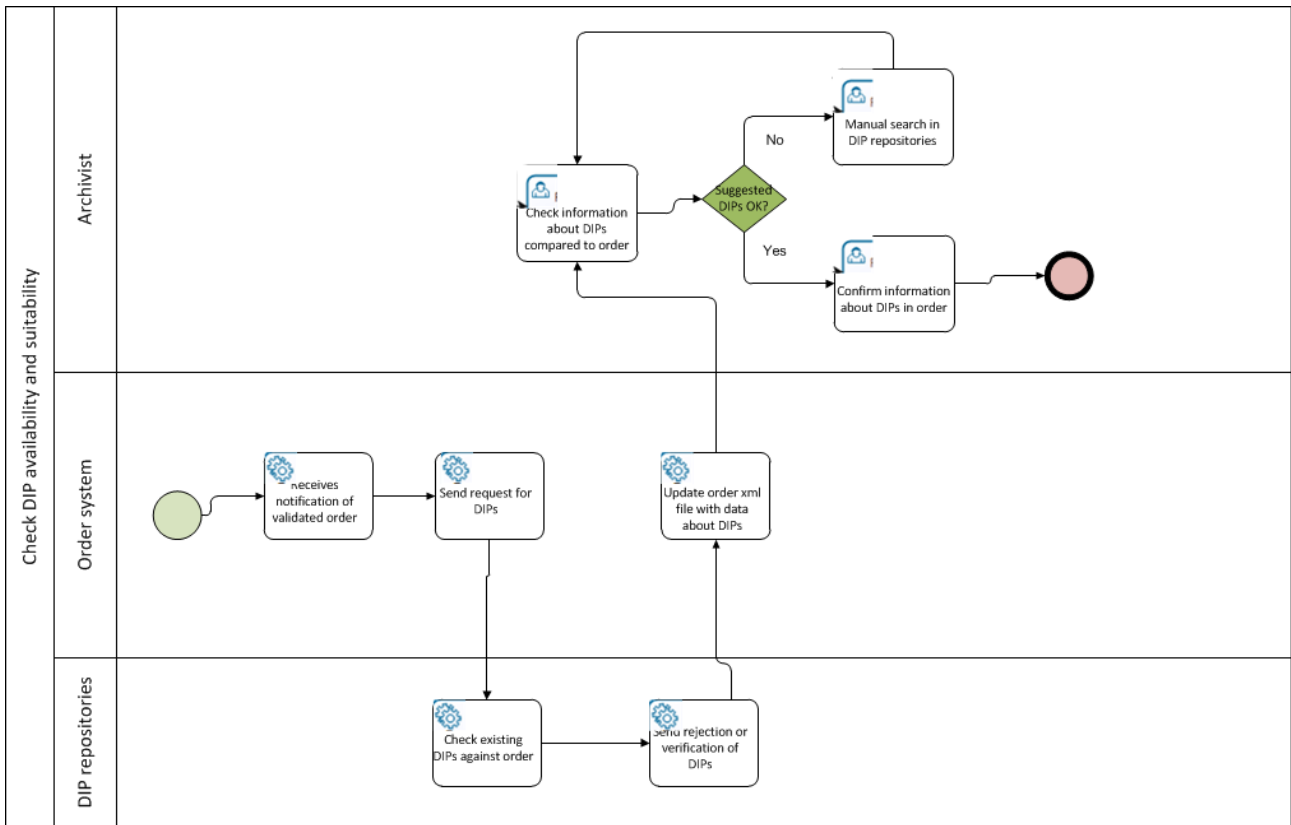 Check DIP availability and suitability
Archivist
Manual search in
DIP repositories
No
Suggested
DIPs OK?
Check information
about DIPs
compared to order
Yes
Confirm information
about DIPs in order
Order system
Receives
notification of
validated order
Send request for
DIPs
Update order xml
file with data
about DIPs
DIP repositories
Check existing
DIPs against order
Send rejection or
verification of
DIPs